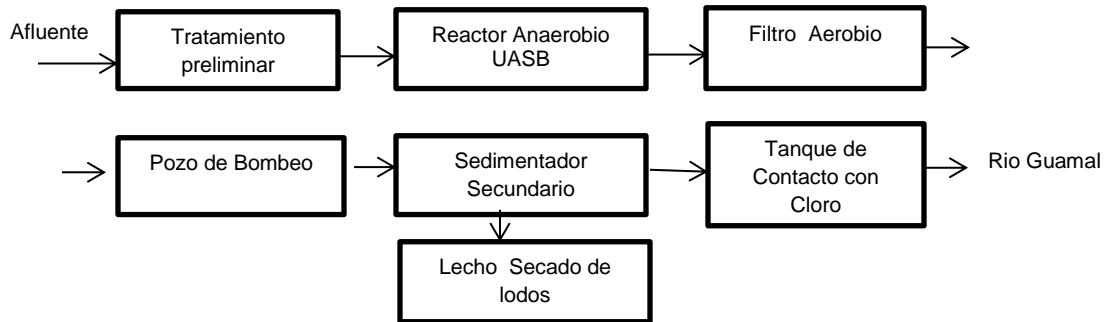 Afluente
Tratamiento
preliminar
Reactor Anaerobio
UASB
Filtro Aerobio
Pozo de Bombeo
Sedimentador
Secundario
Tanque de
Contacto con
Cloro
Rio Guamal
Lecho Secado de
lodos